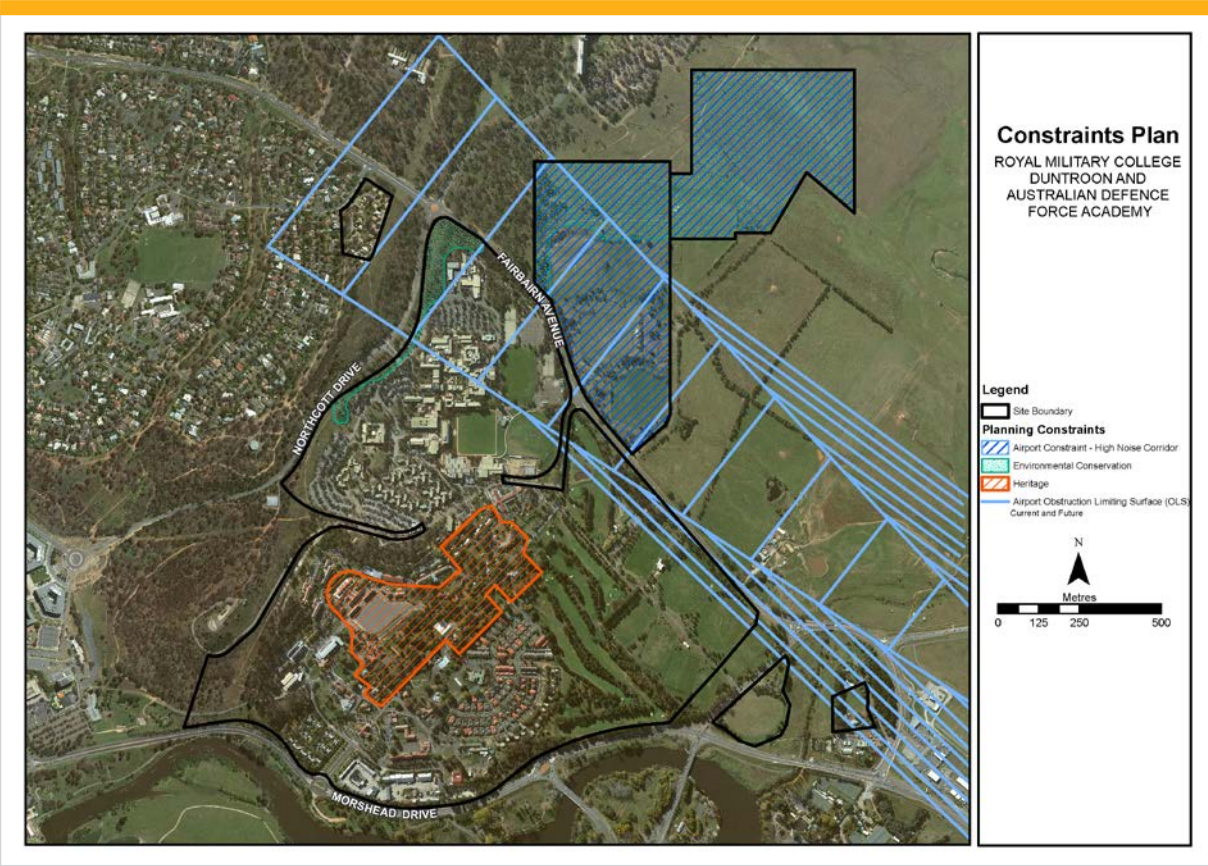 Constraints Plan
ROYAL MILITARY COLLEGE
DUNTROON AND
AUSTRALIAN DEFENCE
FORCE ACADEMY
FAIRBAIRN AVENUE
NORTHCOTT DRIVE
MORSHEAD DRIVE
Legend
Site Boundary
Planning Constraints
Airport Constraint - High Noise Corridor
Environmental Conservation
Heritage
Airport Obstruction Limiting Surface (OLS)
Current and Future
N
Metres
0 125 250 500